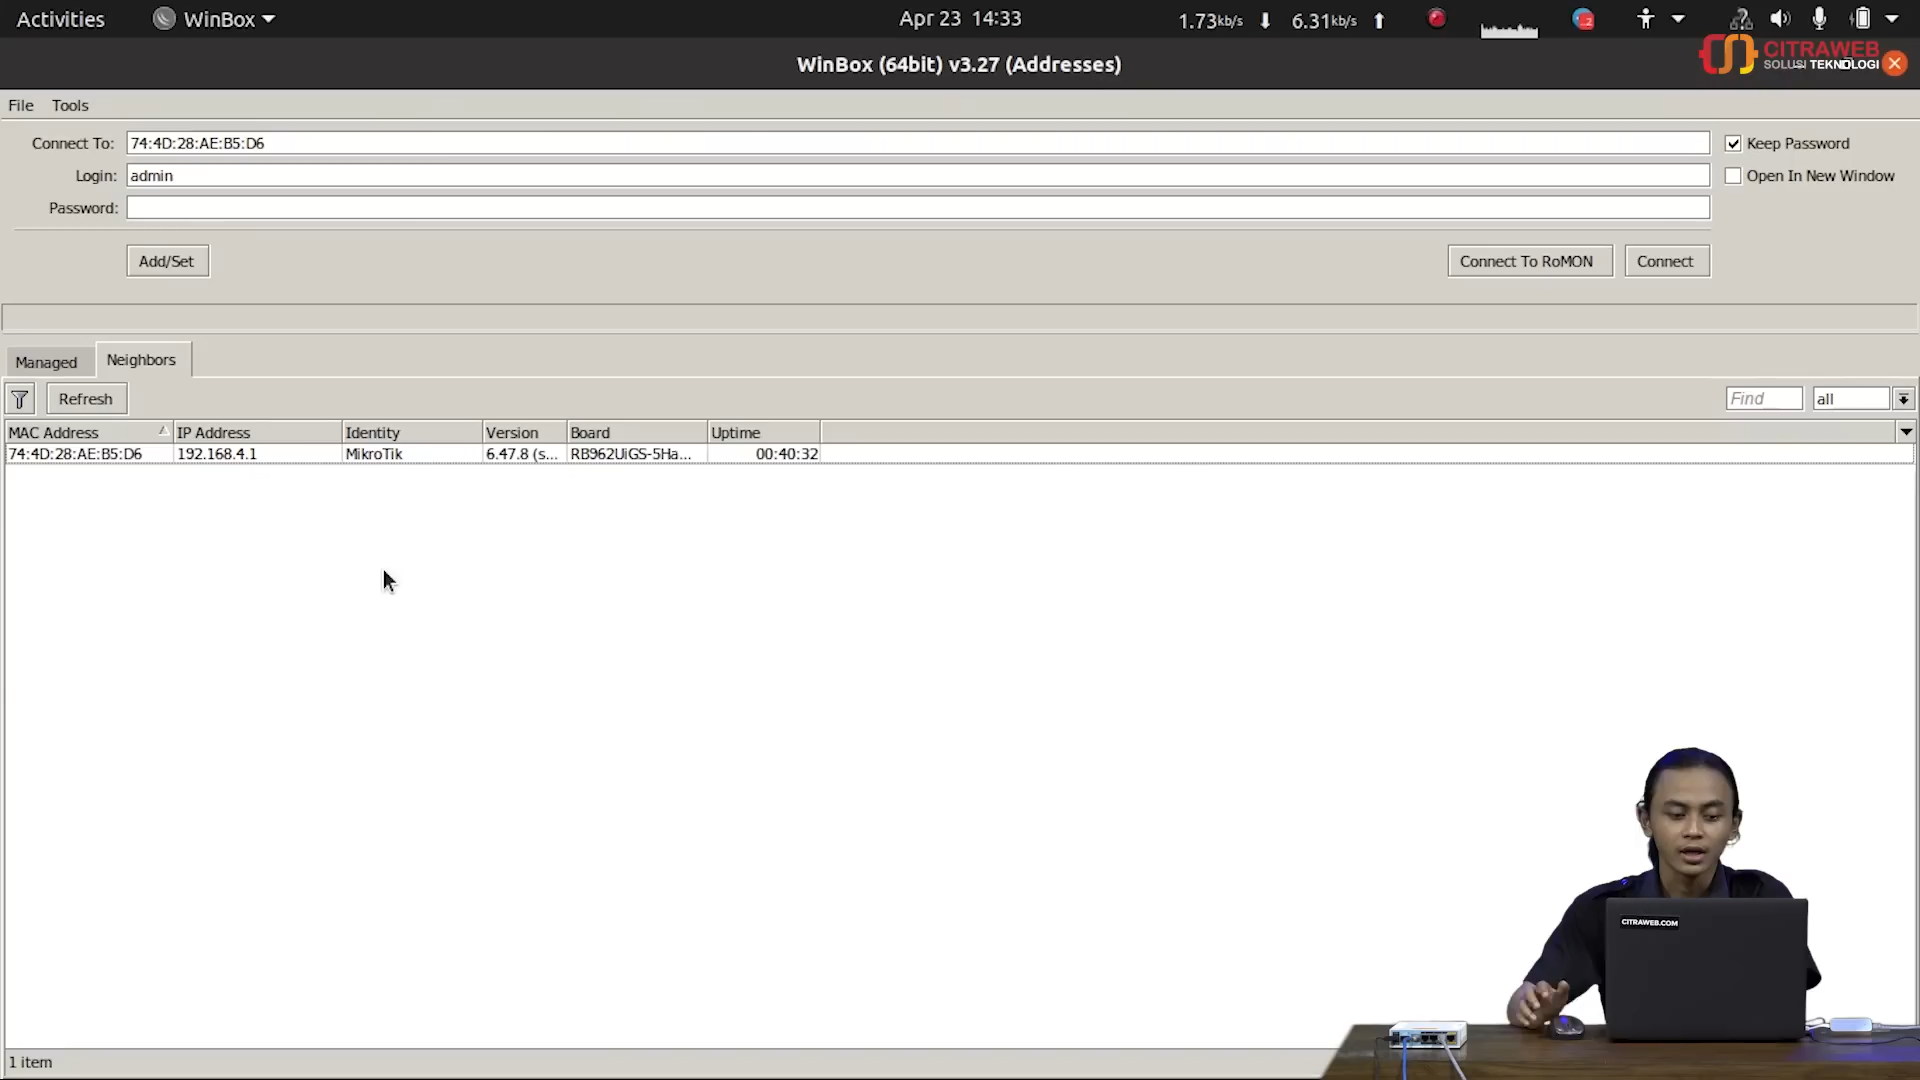 Activities
WinBox
Apr 23 14:33
1.73kb/s
6.31kb/s
2
CITRAWEB
SOLUSI TEKNOLOGI
WinBox (64bit) v3.27 (Addresses)
File Tools
Connect To: 74:4D:28:AE:B5:D6
Keep Password
Login: admin
Open In New Window
Password:
Add/Set
Connect To RoMON
Connect
Managed
Neighbors
Refresh
Find
all
MAC Address IP Address Identity Version Board Uptime
74:4D:28:AE:B5:D6 192.168.4.1 MikroTik 6.47.8 (s... RB962UiGS-5Ha... 00:40:32
CITRAWEB.COM
1 item